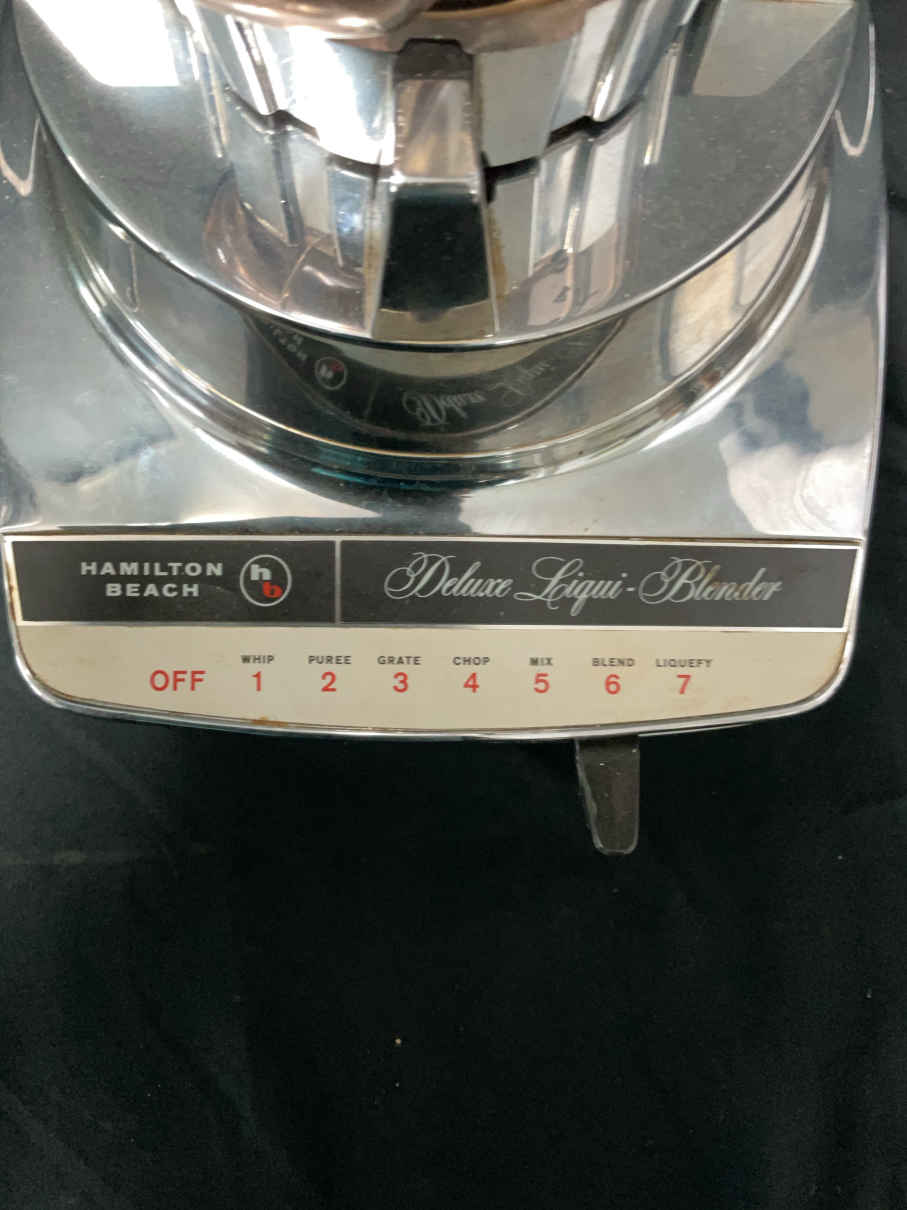 HAMILTON
BEACH
hb
Deluxe Liqui-Blender
WHIP PUREE GRATE CHOP MIX BLEND LIQUEFY
OFF 1 2 3 4 5 6 7